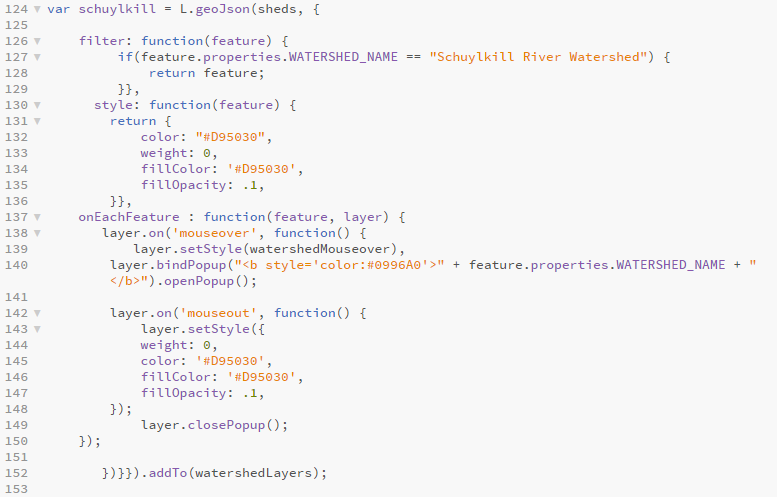 124 var schuylkill = L.geoJson(sheds, {
125
126 filter: function(feature) {
127 if(feature.properties.WATERSHED_NAME == "Schuylkill River Watershed") {
128 return feature;
129 }},
130 style: function(feature) {
131 return {
132 color: "#D95030",
133 weight: 0,
134 fillColor: '#D95030',
135 fillOpacity: .1,
136 }},
137 onEachFeature : function(feature, layer) {
138 layer.on('mouseover', function() {
139 layer.setStyle(watershedMouseover),
140 layer.bindPopup("<b style='color:#0996A0'>" + feature.properties.WATERSHED_NAME + "
</b>").openPopup();
141
142 layer.on('mouseout', function() {
143 layer.setStyle({
144 weight: 0,
145 color: '#D95030',
146 fillColor: '#D95030',
147 fillOpacity: .1,
148 });
149 layer.closePopup();
150 });
151
152 })}}).addTo(watershedLayers);
153